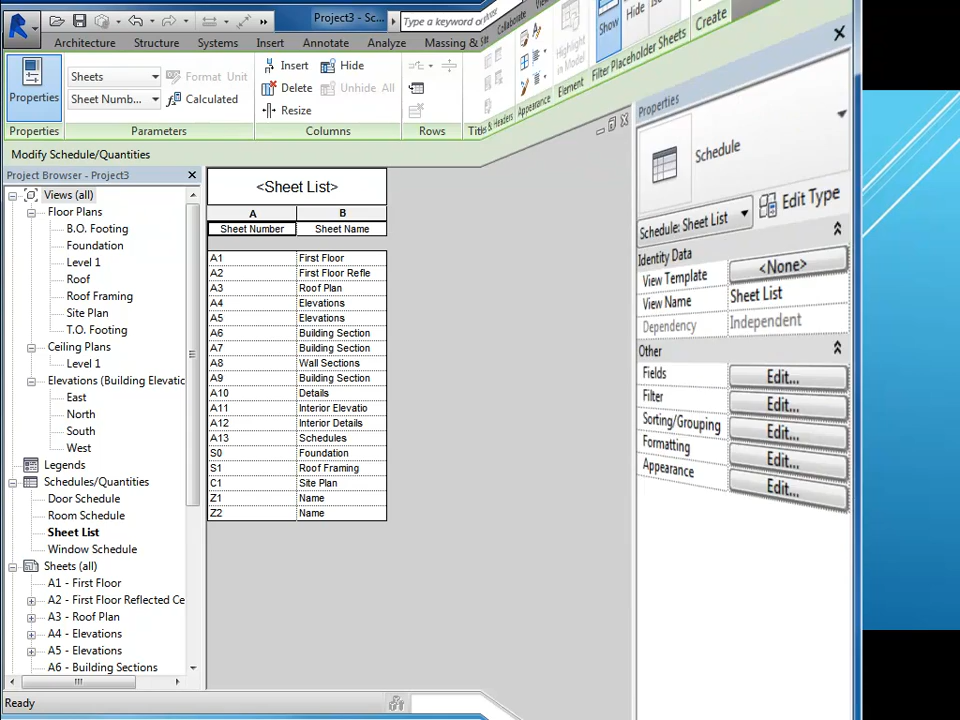 Project3 - Sc...
Type a keyword or
Architecture Structure Systems Insert Annotate Analyze Massing & Collaborate
Properties
Sheets
Sheet Numb...
Format Unit
Calculated
Insert
Delete
Resize
Hide
Unhide All
Highlight
in Model
Show
Hide
Properties Parameters Columns Rows Titles & Headers Appearance Element Filter Placeholder Sheets Create
Modify Schedule/Quantities
Project Browser - Project3
Views (all)
Floor Plans
B.O. Footing
Foundation
Level 1
Roof
Roof Framing
Site Plan
T.O. Footing
Ceiling Plans
Level 1
Elevations (Building Elevatic
East
North
South
West
Legends
Schedules/Quantities
Door Schedule
Room Schedule
Sheet List
Window Schedule
Sheets (all)
A1 - First Floor
A2 - First Floor Reflected Ce
A3 - Roof Plan
A4 - Elevations
A5 - Elevations
A6 - Building Sections
Ready
<Sheet List>
A B
Sheet Number Sheet Name
A1 First Floor
A2 First Floor Refle
A3 Roof Plan
A4 Elevations
A5 Elevations
A6 Building Section
A7 Building Section
A8 Wall Sections
A9 Building Section
A10 Details
A11 Interior Elevatio
A12 Interior Details
A13 Schedules
S0 Foundation
S1 Roof Framing
C1 Site Plan
Z1 Name
Z2 Name
Properties
Schedule
Schedule: Sheet List
Edit Type
Identity Data
View Template <None>
View Name Sheet List
Dependency Independent
Other
Fields Edit...
Filter Edit...
Sorting/Grouping Edit...
Formatting Edit...
Appearance Edit...